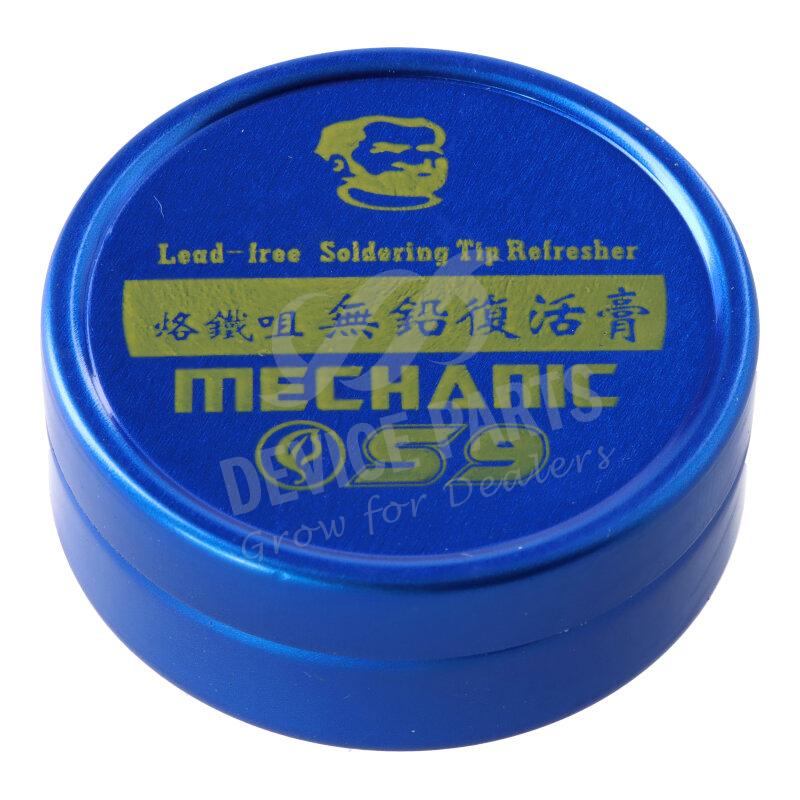 Lead-free Soldering Tip Refresher
烙鐵咀 無鉛復活膏
MECHANIC
S9
DEVICE PARTS
Grow for Dealers